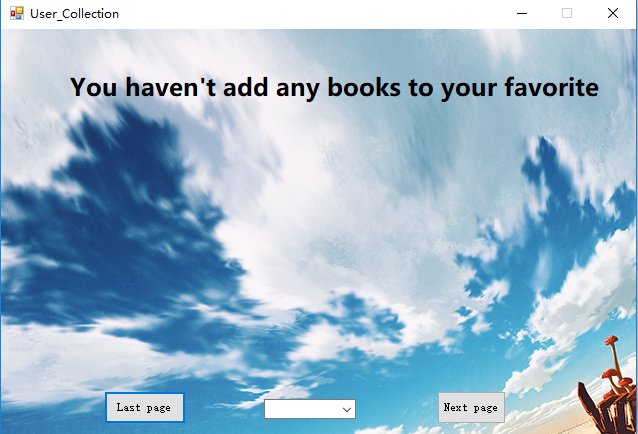 User_Collection
You haven't add any books to your favorite
Last page
Next page